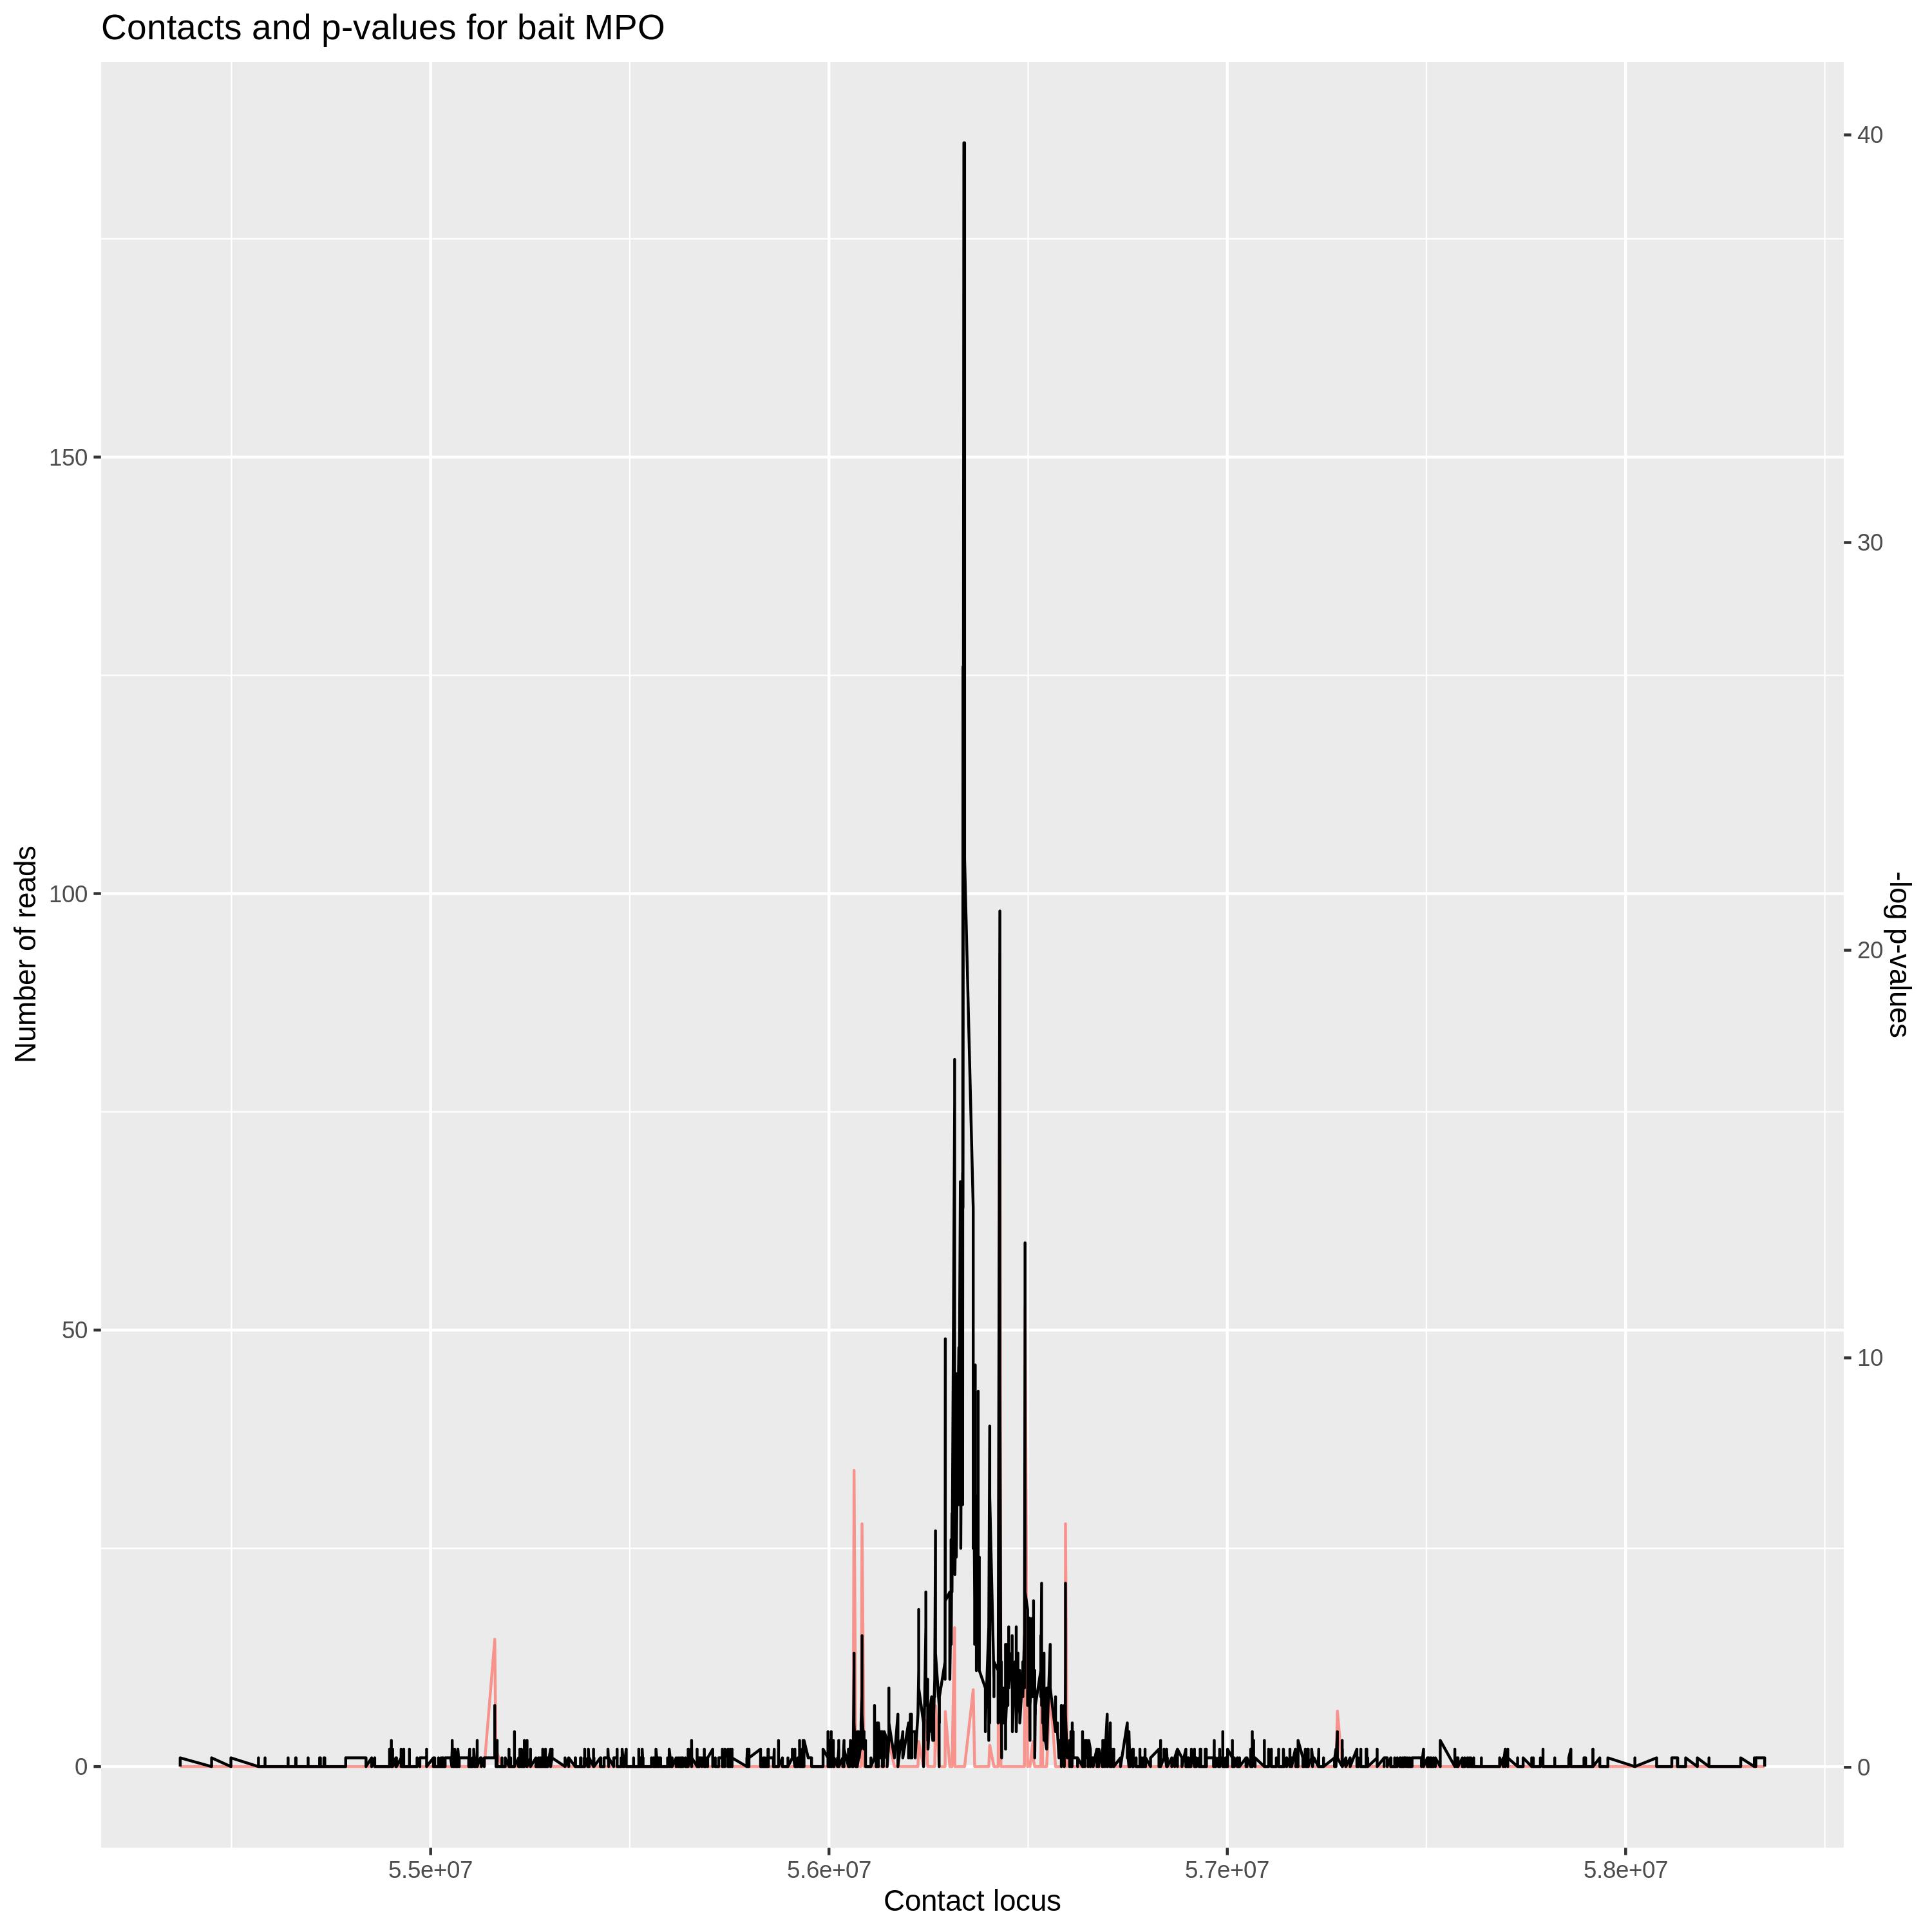 Contacts and p-values for bait MPO
Number of reads
150
100
50
0
40
30
20
10
0
-log p-values
5.5e+07
5.6e+07
5.7e+07
5.8e+07
Contact locus